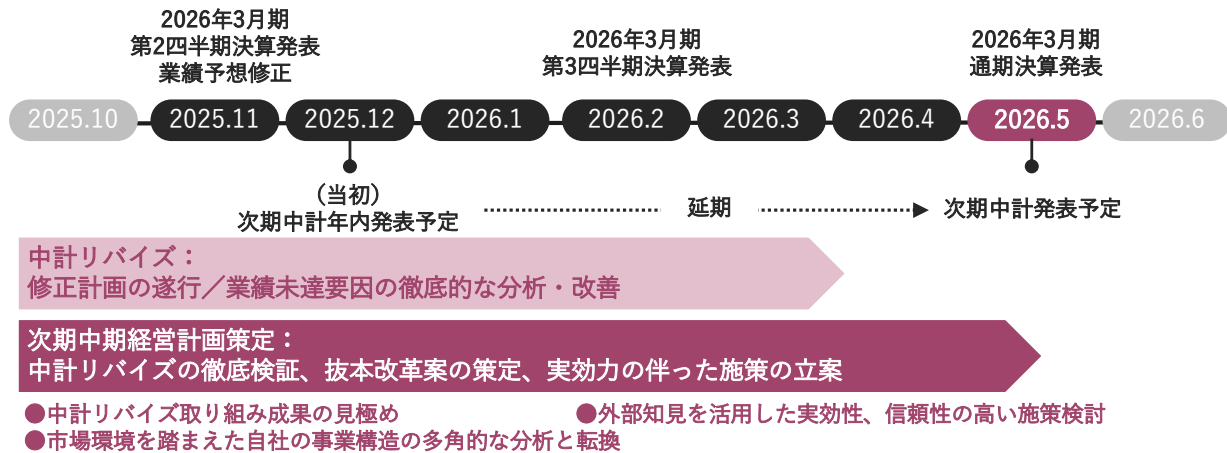 2026年3月期
第2四半期決算発表
業績予想修正
2026年3月期
第3四半期決算発表
2026年3月期
通期決算発表
2025.10
2025.11
2025.12
2026.1
2026.2
2026.3
2026.4
2026.5
2026.6
（当初）
次期中計年内発表予定
延期
次期中計発表予定
中計リバイズ：
修正計画の遂行／業績未達要因の徹底的な分析・改善
次期中期経営計画策定：
中計リバイズの徹底検証、抜本改革案の策定、実効力の伴った施策の立案
●中計リバイズ取り組み成果の見極め
●外部知見を活用した実効性、信頼性の高い施策検討
●市場環境を踏まえた自社の事業構造の多角的な分析と転換